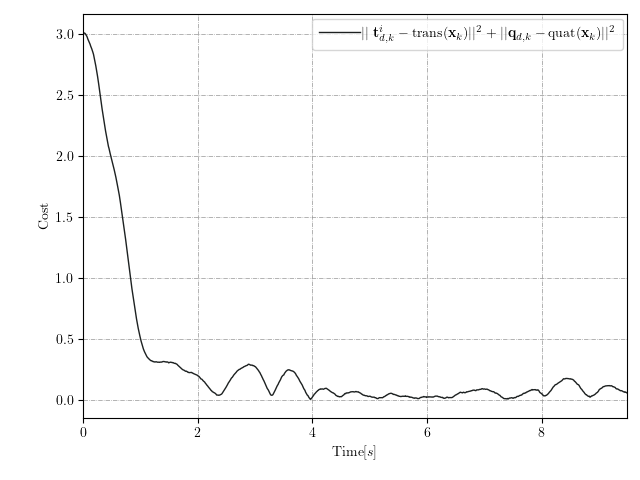 || t^i_{d,k} − trans(x_k)||^2 + ||q_{d,k} − quat(x_k)||^2
3.0
2.5
2.0
1.5
1.0
0.5
0.0
Cost
0 2 4 6 8
Time[s]